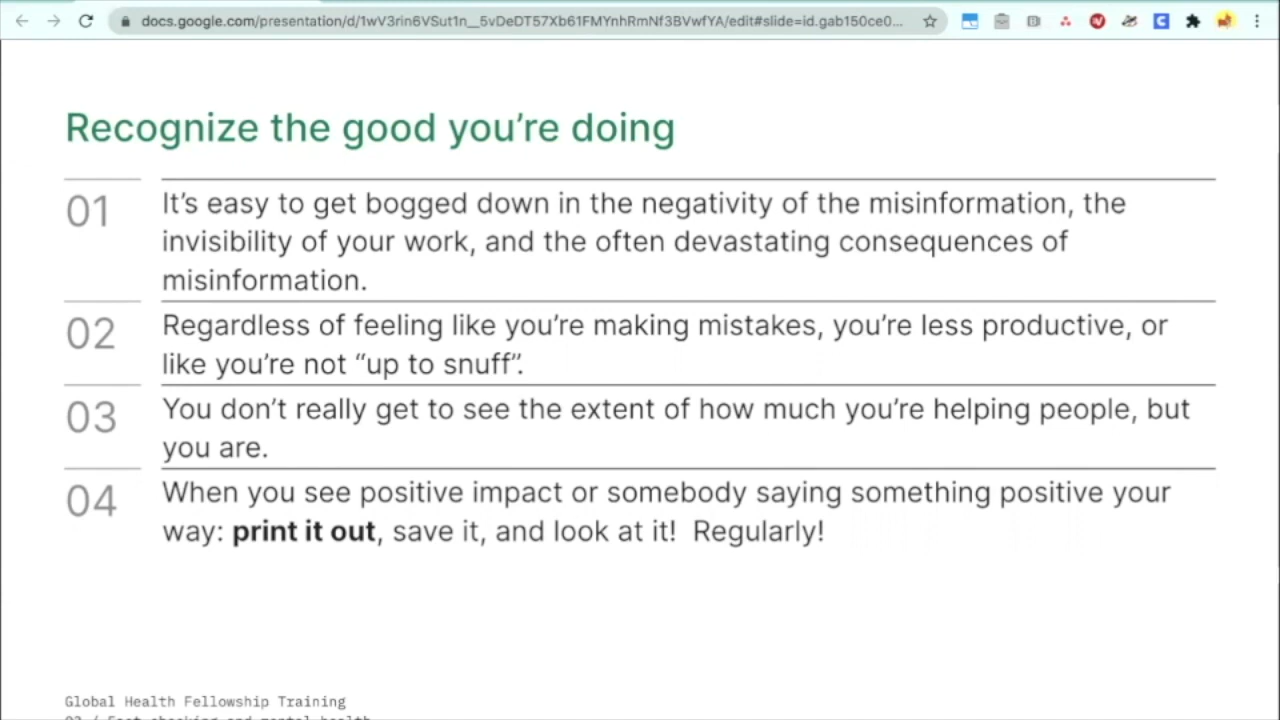 docs.google.com/presentation/d/1wV3rin6VSut1n__5vDeDT57Xb61FMYnhRmNf3BVwfYA/edit#slide=id.gab150ce0...
Recognize the good you’re doing
01
It’s easy to get bogged down in the negativity of the misinformation, the
invisibility of your work, and the often devastating consequences of
misinformation.
02
Regardless of feeling like you’re making mistakes, you’re less productive, or
like you’re not “up to snuff”.
03
You don’t really get to see the extent of how much you’re helping people, but
you are.
04
When you see positive impact or somebody saying something positive your
way: print it out, save it, and look at it!  Regularly!
Global Health Fellowship Training